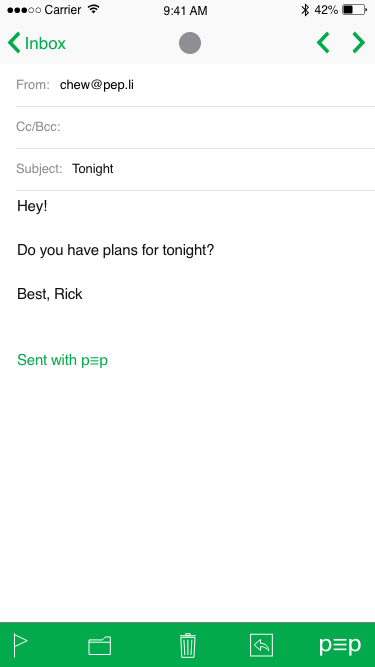 Carrier 9:41 AM 42%
Inbox
From: chew@pep.li
Cc/Bcc:
Subject: Tonight
Hey!
Do you have plans for tonight?
Best, Rick
Sent with p≡p
p≡p